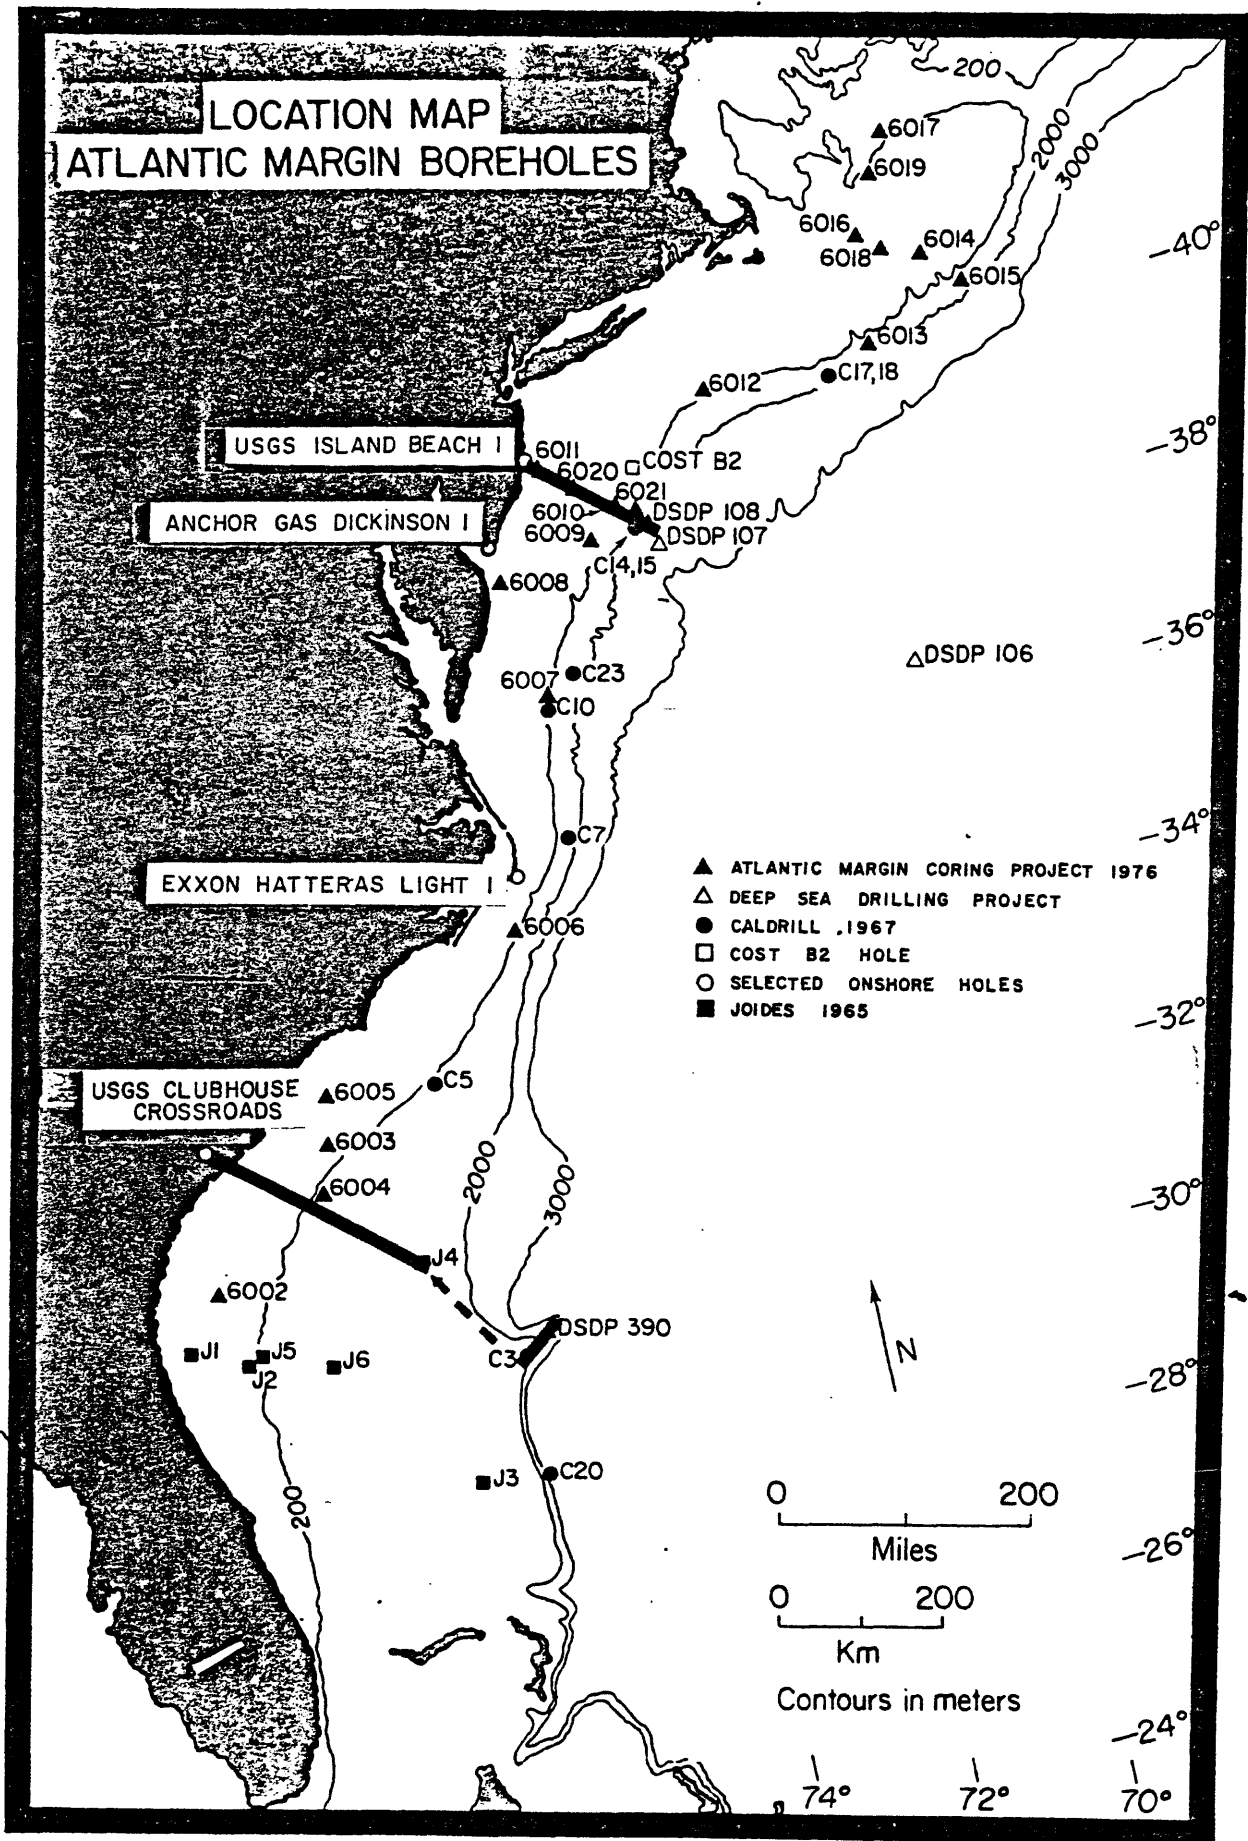 LOCATION MAP
ATLANTIC MARGIN BOREHOLES
200
2000
3000
6017
6019
6016
6018
6014
6015
–40°
6013
C17,18
6012
–38°
USGS ISLAND BEACH 1
6011
6020
COST B2
6021
6010
DSDP 108
ANCHOR GAS DICKINSON 1
6009
DSDP 107
C14,15
6008
–36°
DSDP 106
C23
6007
C10
–34°
C7
EXXON HATTERAS LIGHT 1
6006
▲ ATLANTIC MARGIN CORING PROJECT 1976
△ DEEP SEA DRILLING PROJECT
● CALDRILL .1967
□ COST B2 HOLE
○ SELECTED ONSHORE HOLES
■ JOIDES 1965
–32°
USGS CLUBHOUSE
CROSSROADS
6005
C5
6003
6004
2000
3000
–30°
J4
6002
DSDP 390
J1
J5
J2
J6
C3
N
–28°
J3
C20
200
0 200
Miles
–26°
0 200
Km
Contours in meters
–24°
74° 72° 70°